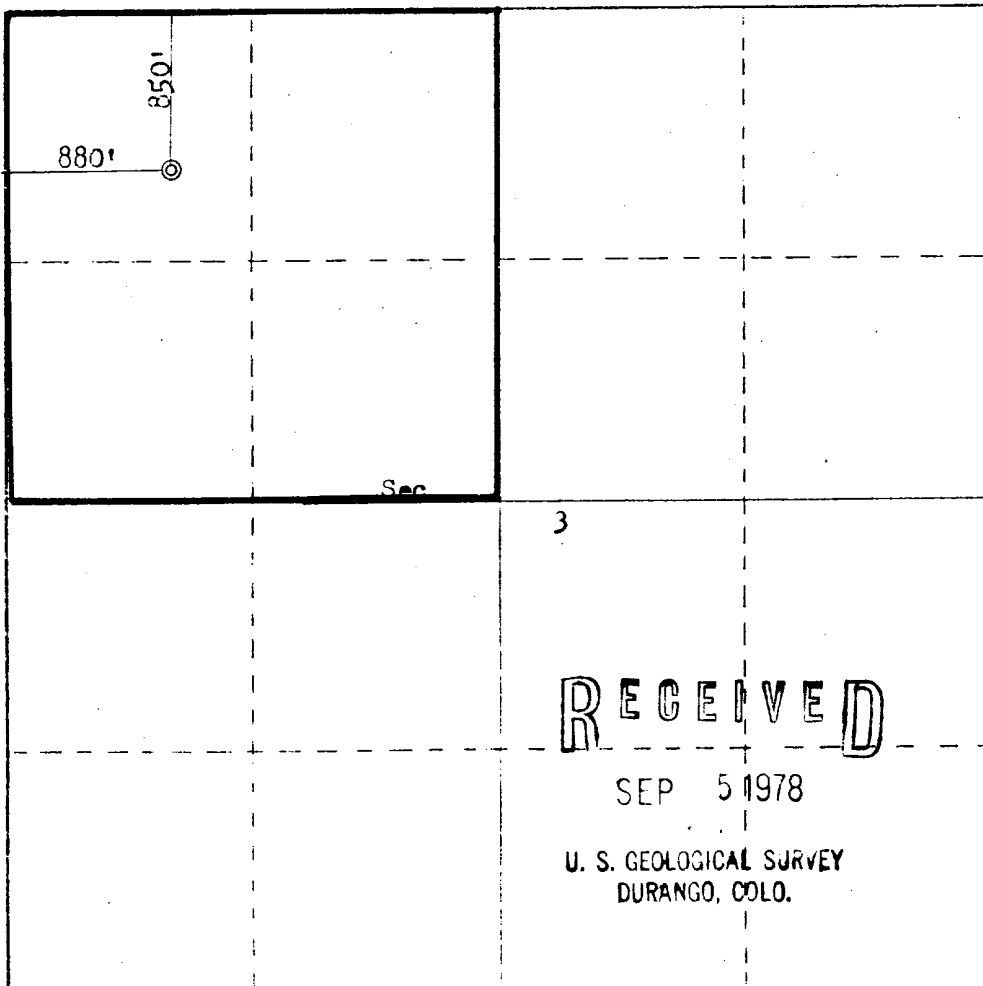 850'
880'
Sec
3
RECEIVED
SEP 5 1978
U. S. GEOLOGICAL SURVEY
DURANGO, COLO.